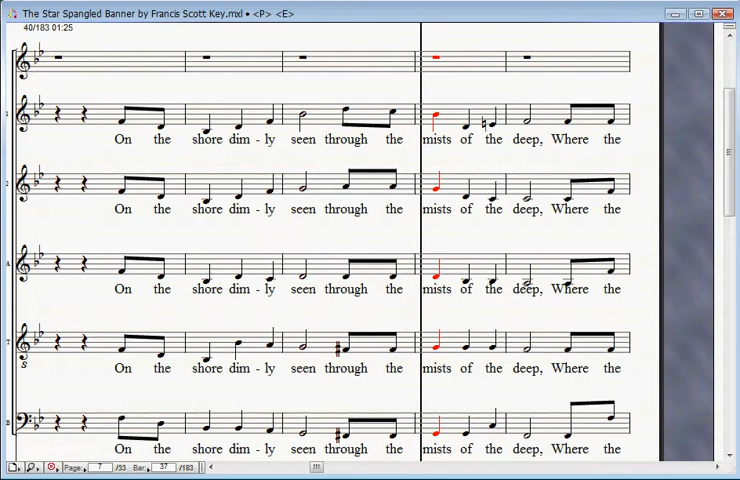 The Star Spangled Banner by Francis Scott Key.mxl • <P> <E>
40/183 01:25
1
On the shore dim - ly seen through the mists of the deep, Where the
2
On the shore dim - ly seen through the mists of the deep, Where the
A
On the shore dim - ly seen through the mists of the deep, Where the
T
8
On the shore dim - ly seen through the mists of the deep, Where the
B
On the shore dim - ly seen through the mists of the deep, Where the
Page: 7 /33 Bar: 37 /183